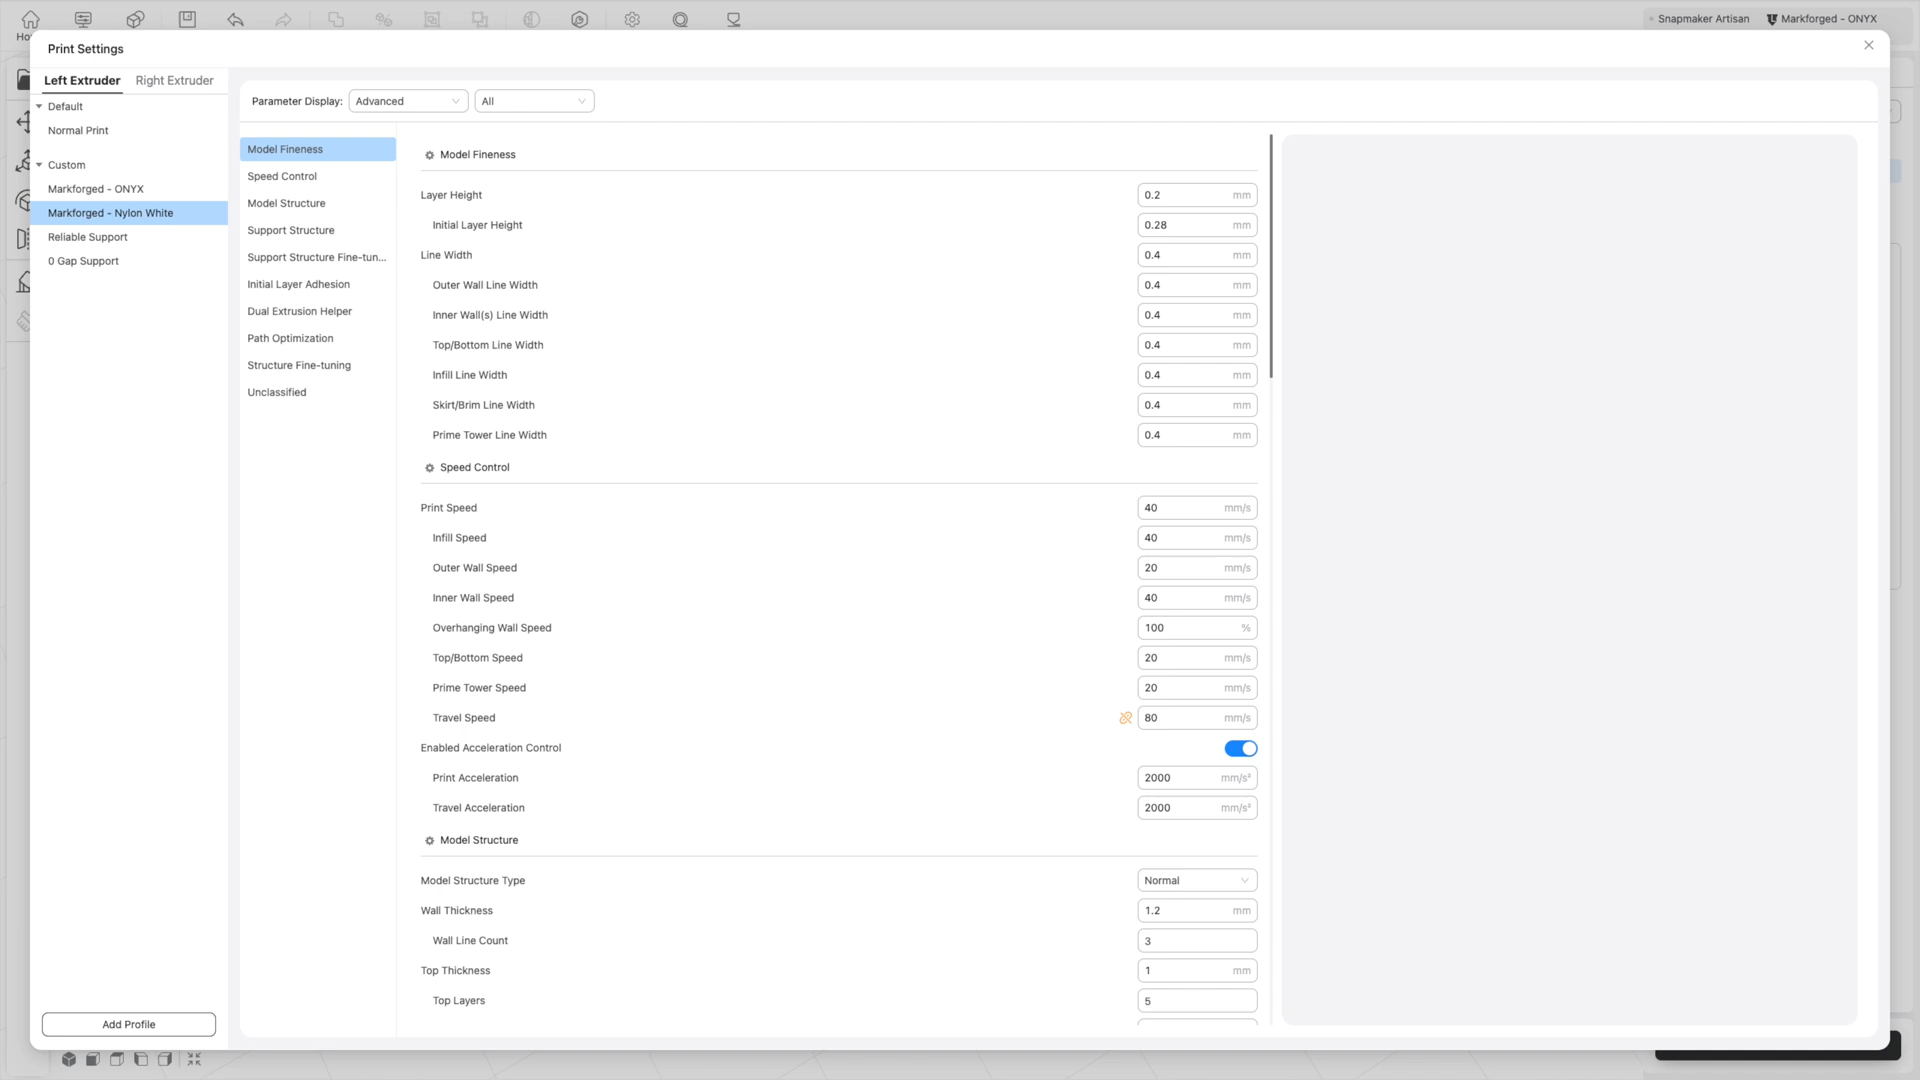 Snapmaker Artisan
Markforged - ONYX
Print Settings
Left Extruder
Right Extruder
Default
Normal Print
Custom
Markforged - ONYX
Markforged - Nylon White
Reliable Support
0 Gap Support
Add Profile
Parameter Display:
Advanced
All
Model Fineness
Speed Control
Model Structure
Support Structure
Support Structure Fine-tun...
Initial Layer Adhesion
Dual Extrusion Helper
Path Optimization
Structure Fine-tuning
Unclassified
Model Fineness
Layer Height 0.2 mm
Initial Layer Height 0.28 mm
Line Width 0.4 mm
Outer Wall Line Width 0.4 mm
Inner Wall(s) Line Width 0.4 mm
Top/Bottom Line Width 0.4 mm
Infill Line Width 0.4 mm
Skirt/Brim Line Width 0.4 mm
Prime Tower Line Width 0.4 mm
Speed Control
Print Speed 40 mm/s
Infill Speed 40 mm/s
Outer Wall Speed 20 mm/s
Inner Wall Speed 40 mm/s
Overhanging Wall Speed 100 %
Top/Bottom Speed 20 mm/s
Prime Tower Speed 20 mm/s
Travel Speed 80 mm/s
Enabled Acceleration Control
Print Acceleration 2000 mm/s²
Travel Acceleration 2000 mm/s²
Model Structure
Model Structure Type Normal
Wall Thickness 1.2 mm
Wall Line Count 3
Top Thickness 1 mm
Top Layers 5